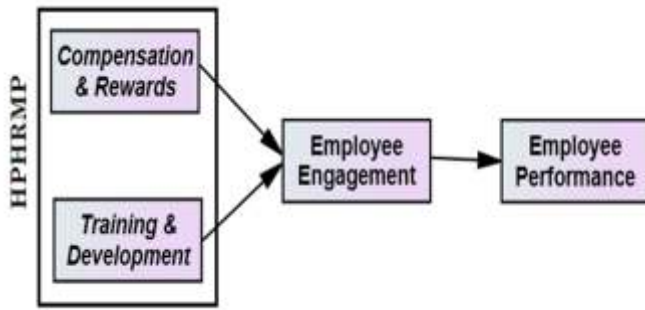 HPHRMP
Compensation
& Rewards
Training &
Development
Employee
Engagement
Employee
Performance